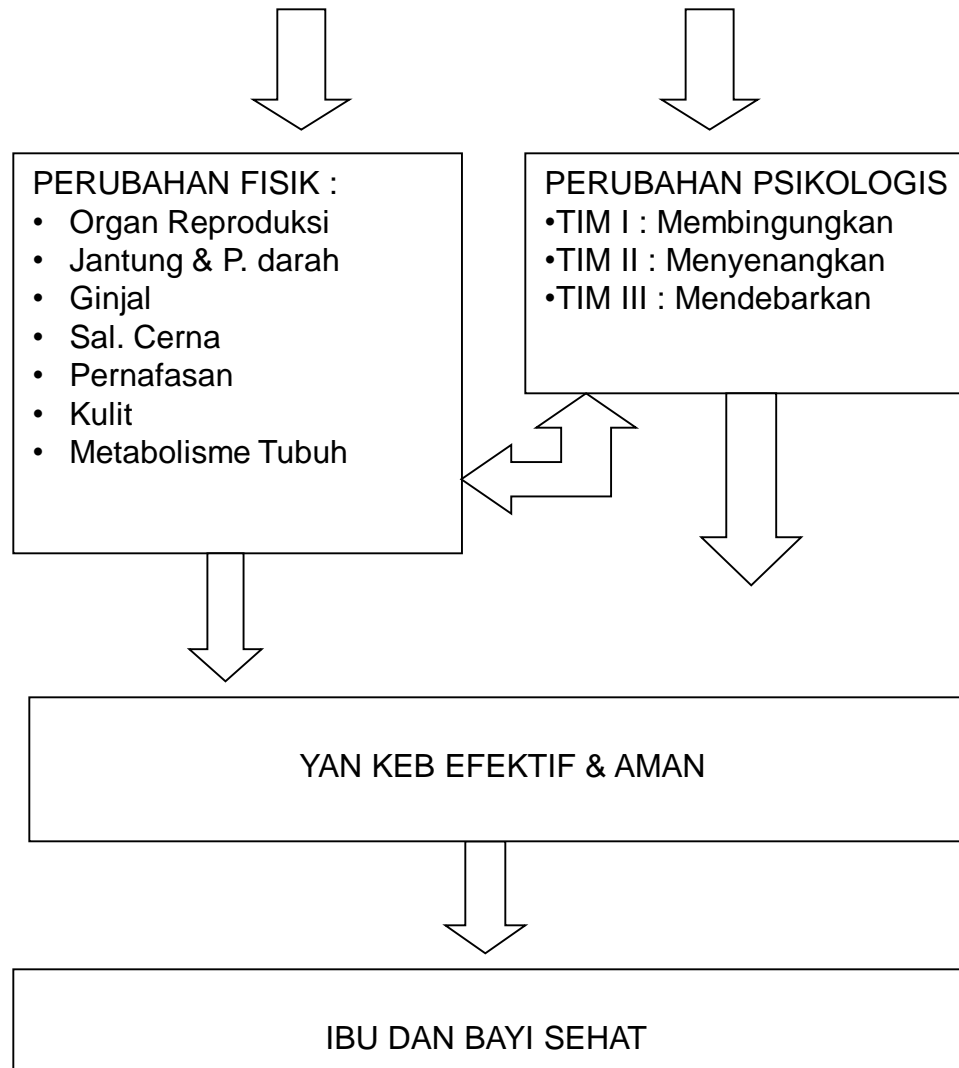 PERUBAHAN FISIK :
• Organ Reproduksi
• Jantung & P. darah
• Ginjal
• Sal. Cerna
• Pernafasan
• Kulit
• Metabolisme Tubuh
PERUBAHAN PSIKOLOGIS
•TIM I : Membingungkan
•TIM II : Menyenangkan
•TIM III : Mendebarkan
YAN KEB EFEKTIF & AMAN
IBU DAN BAYI SEHAT